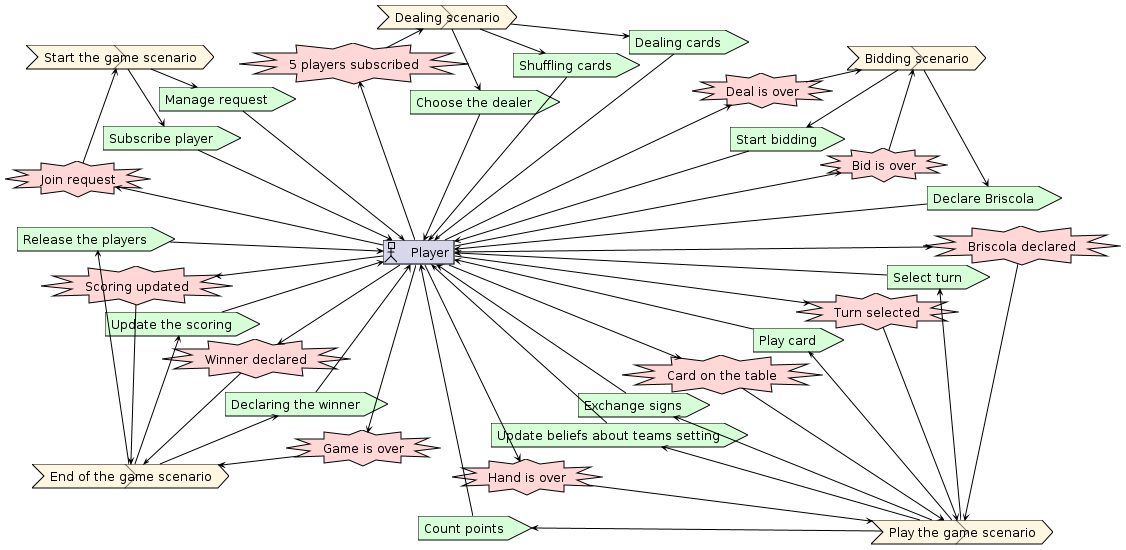 Dealing scenario
Dealing cards
Start the game scenario
5 players subscribed
Shuffling cards
Bidding scenario
Manage request
Choose the dealer
Deal is over
Subscribe player
Start bidding
Bid is over
Join request
Declare Briscola
Release the players
Player
Briscola declared
Scoring updated
Select turn
Update the scoring
Turn selected
Winner declared
Play card
Card on the table
Declaring the winner
Exchange signs
Game is over
Update beliefs about teams setting
End of the game scenario
Hand is over
Count points
Play the game scenario